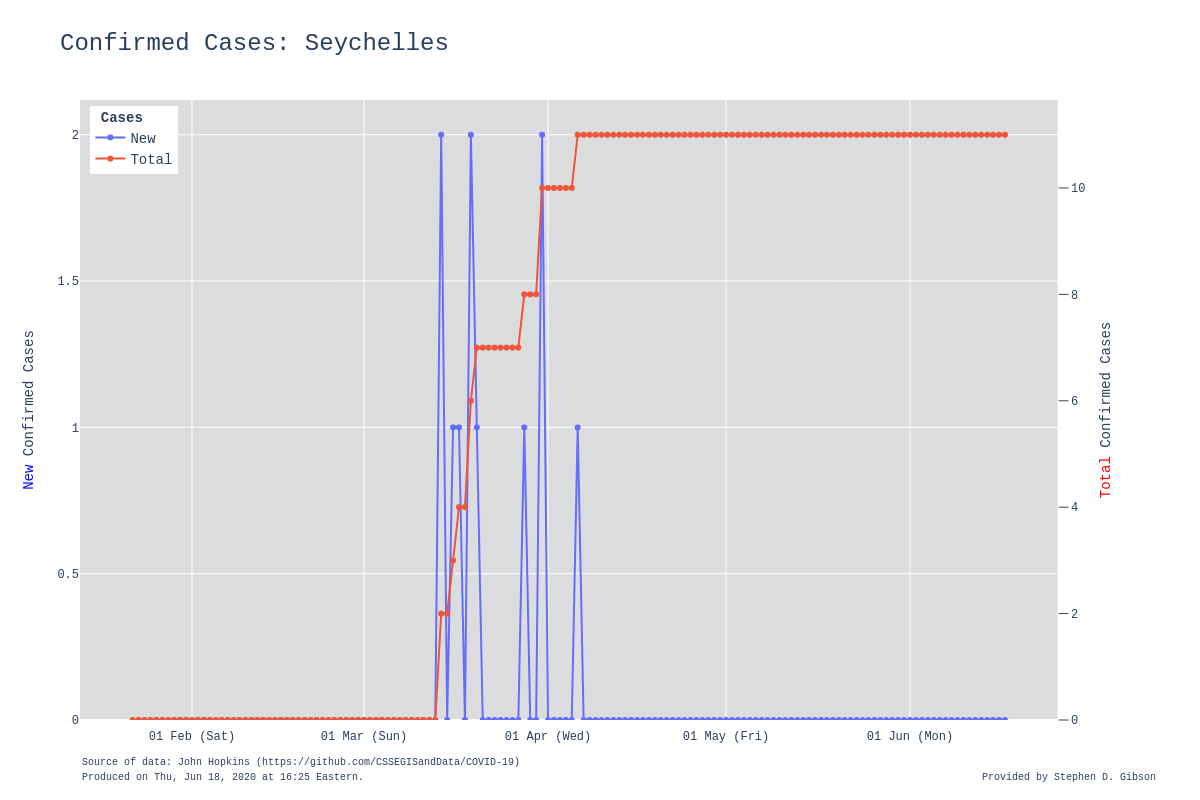 Confirmed Cases: Seychelles
Cases
New
Total
2
1.5
1
0.5
0
10
8
6
4
2
0
New Confirmed Cases
Total Confirmed Cases
01 Feb (Sat)
01 Mar (Sun)
01 Apr (Wed)
01 May (Fri)
01 Jun (Mon)
Source of data: John Hopkins (https://github.com/CSSEGISandData/COVID-19)
Produced on Thu, Jun 18, 2020 at 16:25 Eastern.
Provided by Stephen D. Gibson